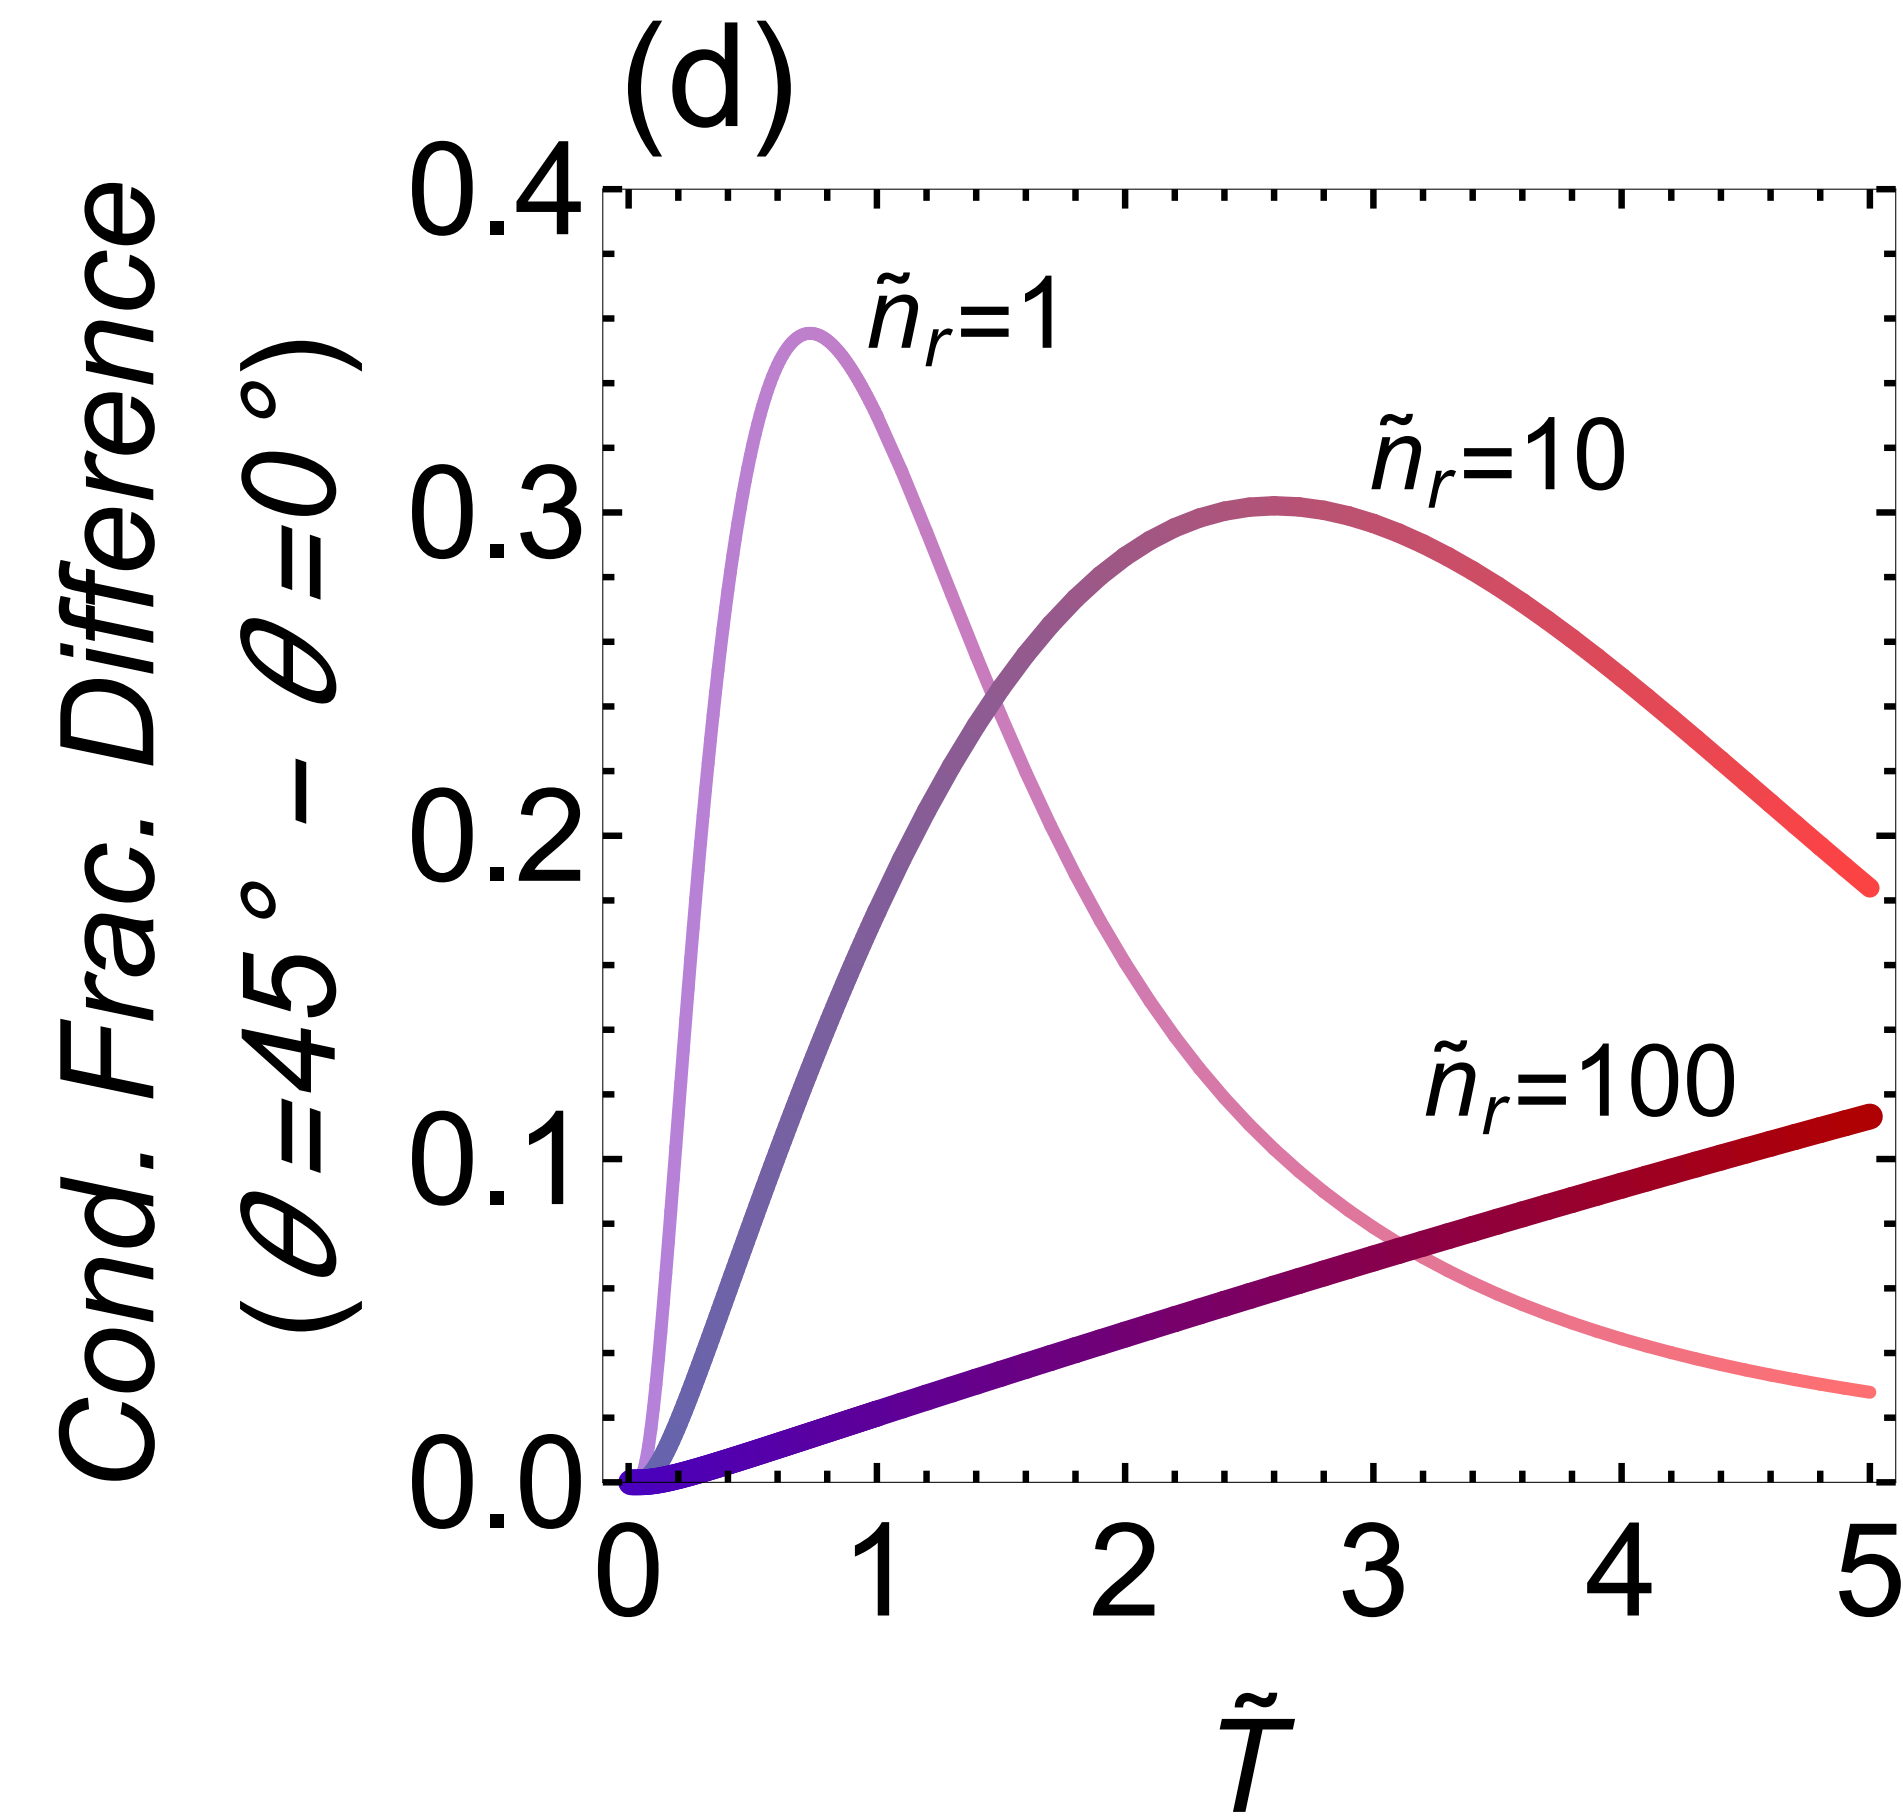 (d)
Cond. Frac. Difference
(θ=45° - θ=0°)
0.4
0.3
0.2
0.1
0.0
ñr=1
ñr=10
ñr=100
0 1 2 3 4 5
T̃